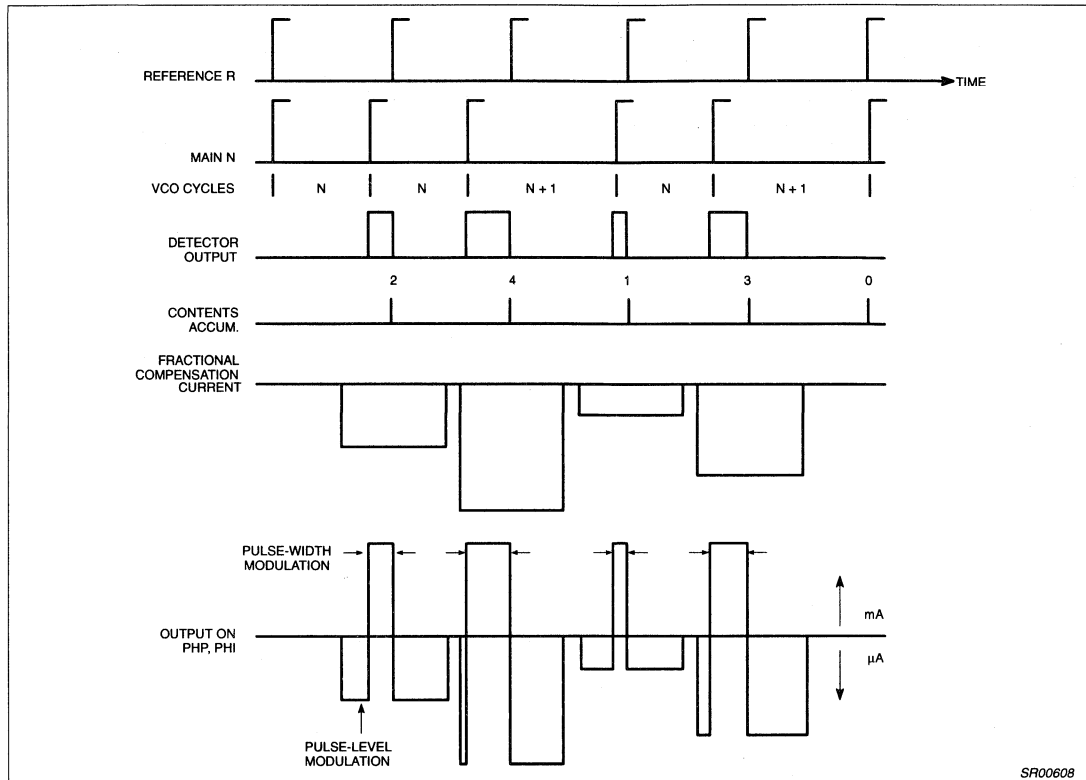 REFERENCE R
TIME
MAIN N
VCO CYCLES
N
N
N + 1
N
N + 1
DETECTOR
OUTPUT
2
4
1
3
0
CONTENTS
ACCUM.
FRACTIONAL
COMPENSATION
CURRENT
PULSE-WIDTH
MODULATION
mA
OUTPUT ON
PHP, PHI
µA
PULSE-LEVEL
MODULATION
SR00608